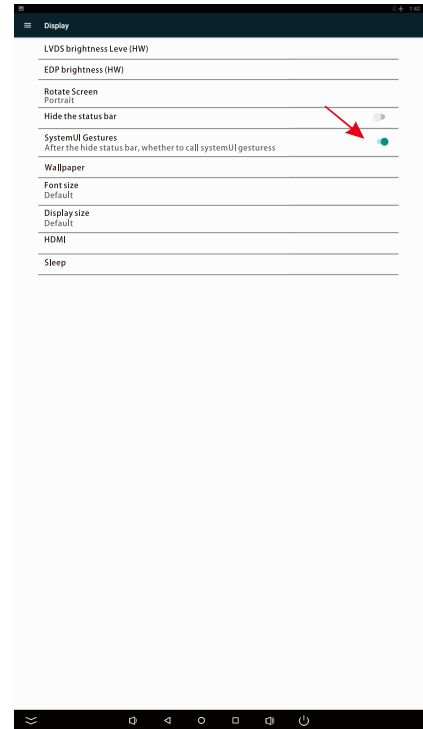 1:42
Display
LVDS brightness Leve (HW)
EDP brightness (HW)
Rotate Screen
Portrait
Hide the status bar
SystemUI Gestures
After the hide status bar, whether to call systemUI gesturess
Wallpaper
Font size
Default
Display size
Default
HDMI
Sleep